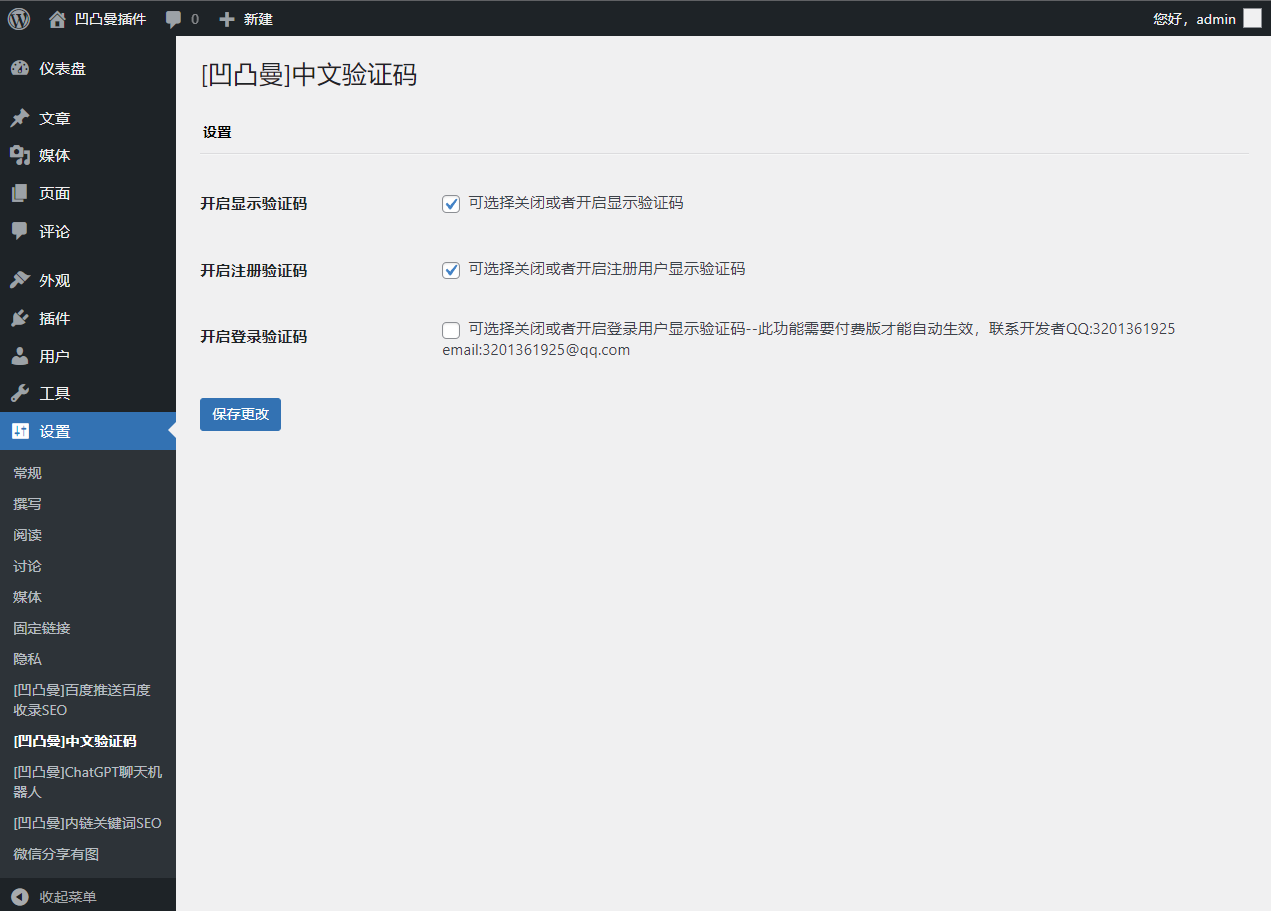 凹凸曼插件 0 新建 您好，admin
仪表盘
文章
媒体
页面
评论
外观
插件
用户
工具
设置
常规
撰写
阅读
讨论
媒体
固定链接
隐私
[凹凸曼]百度推送百度
收录SEO
[凹凸曼]中文验证码
[凹凸曼]ChatGPT聊天机
器人
[凹凸曼]内链关键词SEO
微信分享有图
收起菜单
[凹凸曼]中文验证码
设置
开启显示验证码 可选择关闭或者开启显示验证码
开启注册验证码 可选择关闭或者开启注册用户显示验证码
开启登录验证码 可选择关闭或者开启登录用户显示验证码--此功能需要付费版才能自动生效，联系开发者QQ:3201361925
email:3201361925@qq.com
保存更改